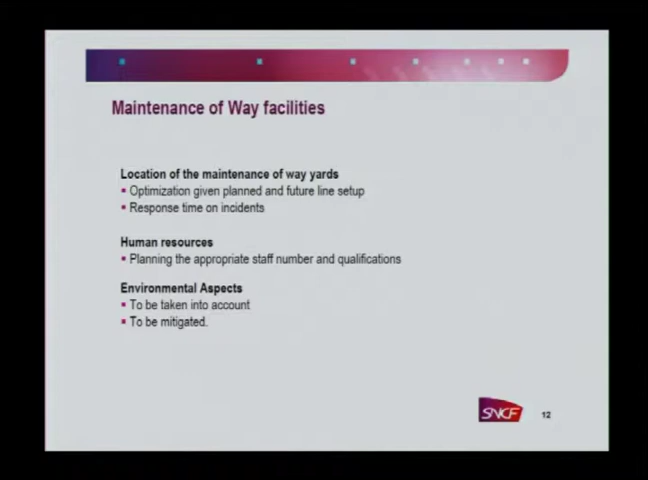 Maintenance of Way facilities
Location of the maintenance of way yards
▪ Optimization given planned and future line setup
▪ Response time on incidents
Human resources
▪ Planning the appropriate staff number and qualifications
Environmental Aspects
▪ To be taken into account
▪ To be mitigated.
SNCF
12